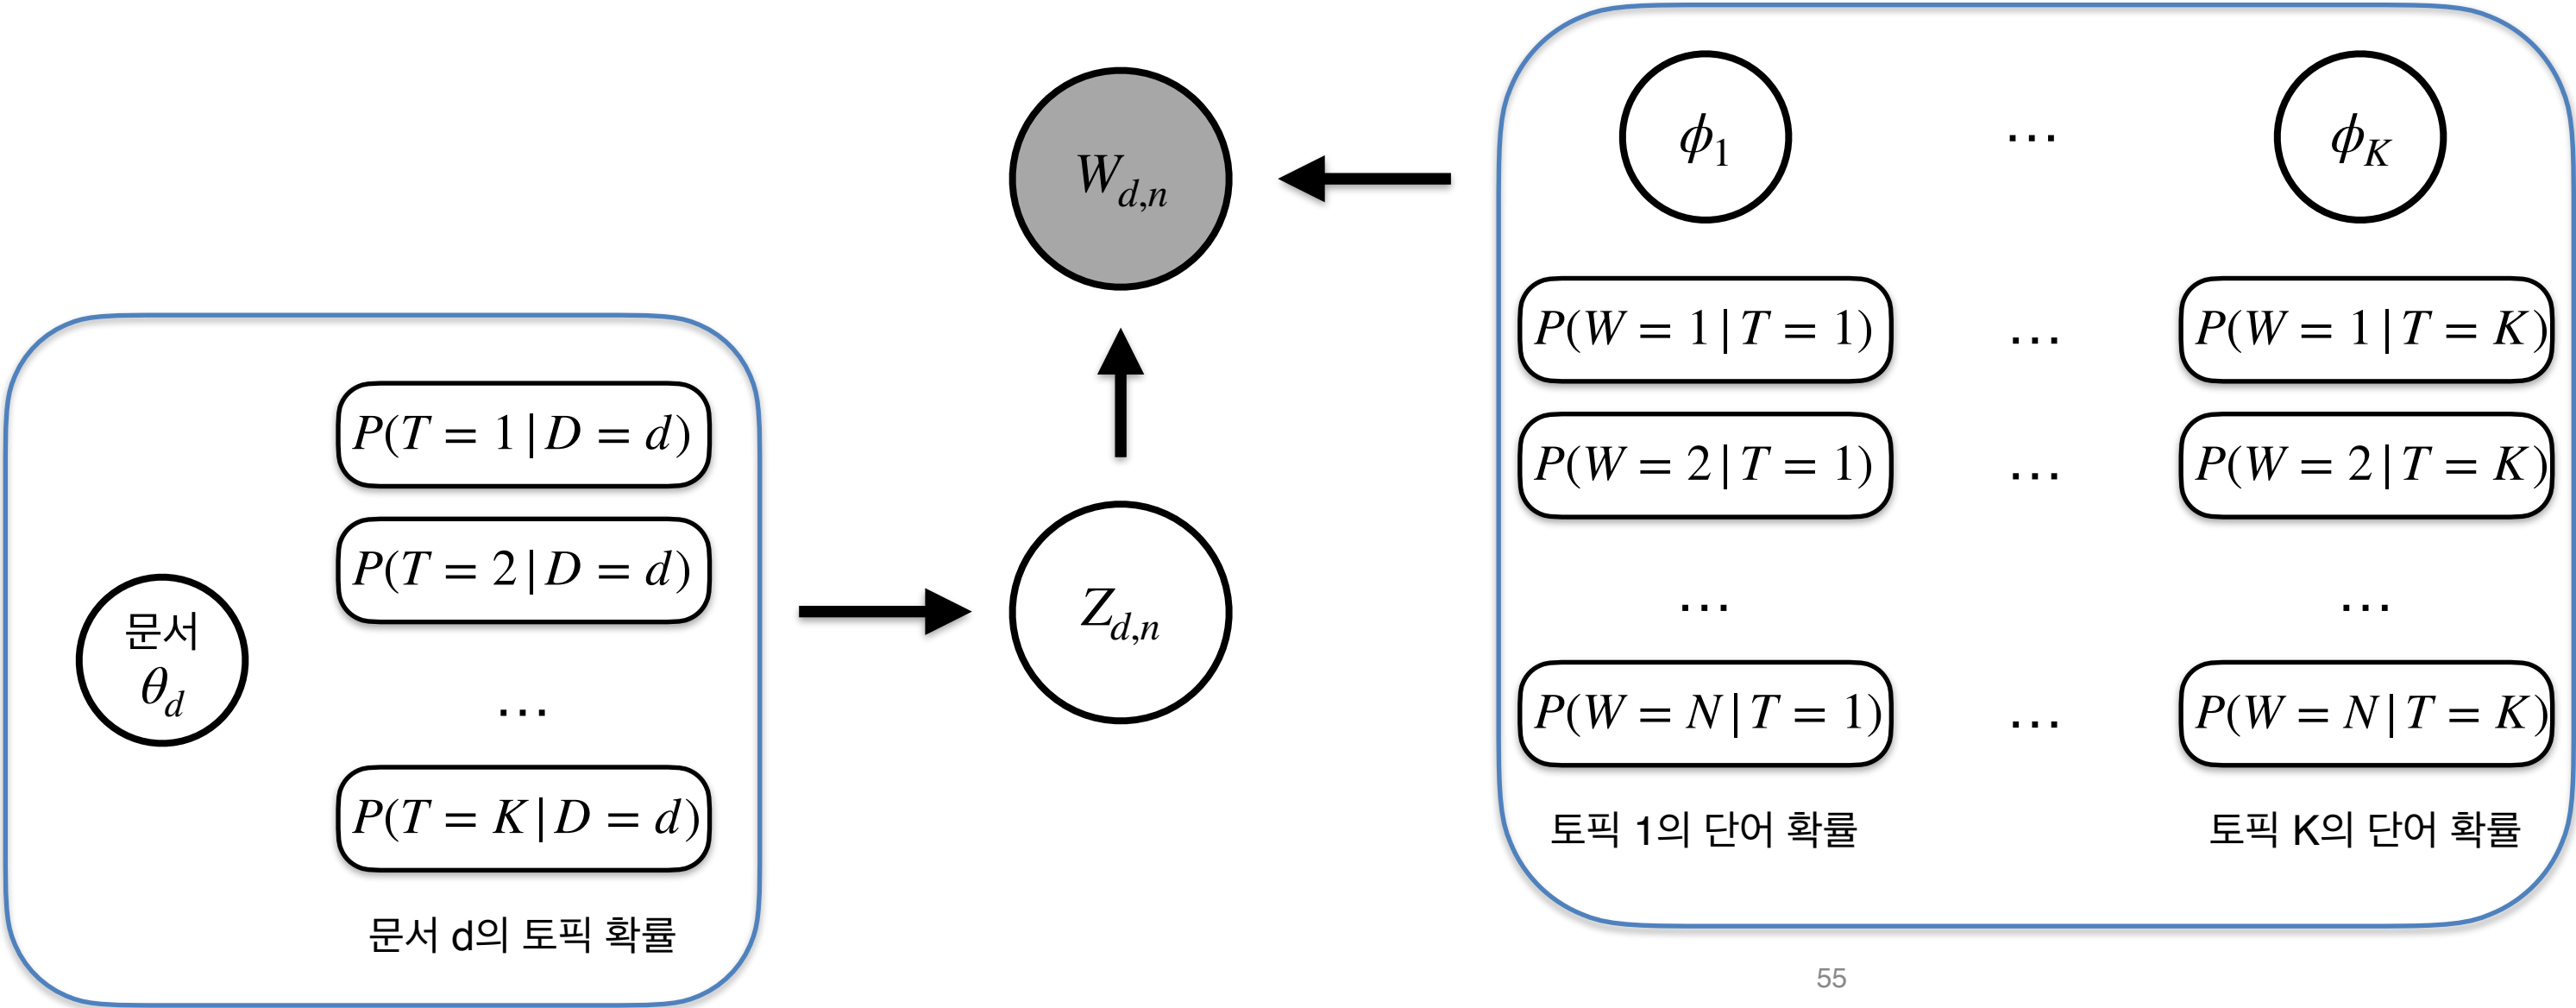 문서
θ_d
P(T = 1 | D = d)
P(T = 2 | D = d)
…
P(T = K | D = d)
문서 d의 토픽 확률
W_{d,n}
Z_{d,n}
ϕ_1 … ϕ_K
P(W = 1 | T = 1) … P(W = 1 | T = K)
P(W = 2 | T = 1) … P(W = 2 | T = K)
… …
P(W = N | T = 1) … P(W = N | T = K)
토픽 1의 단어 확률 토픽 K의 단어 확률
55